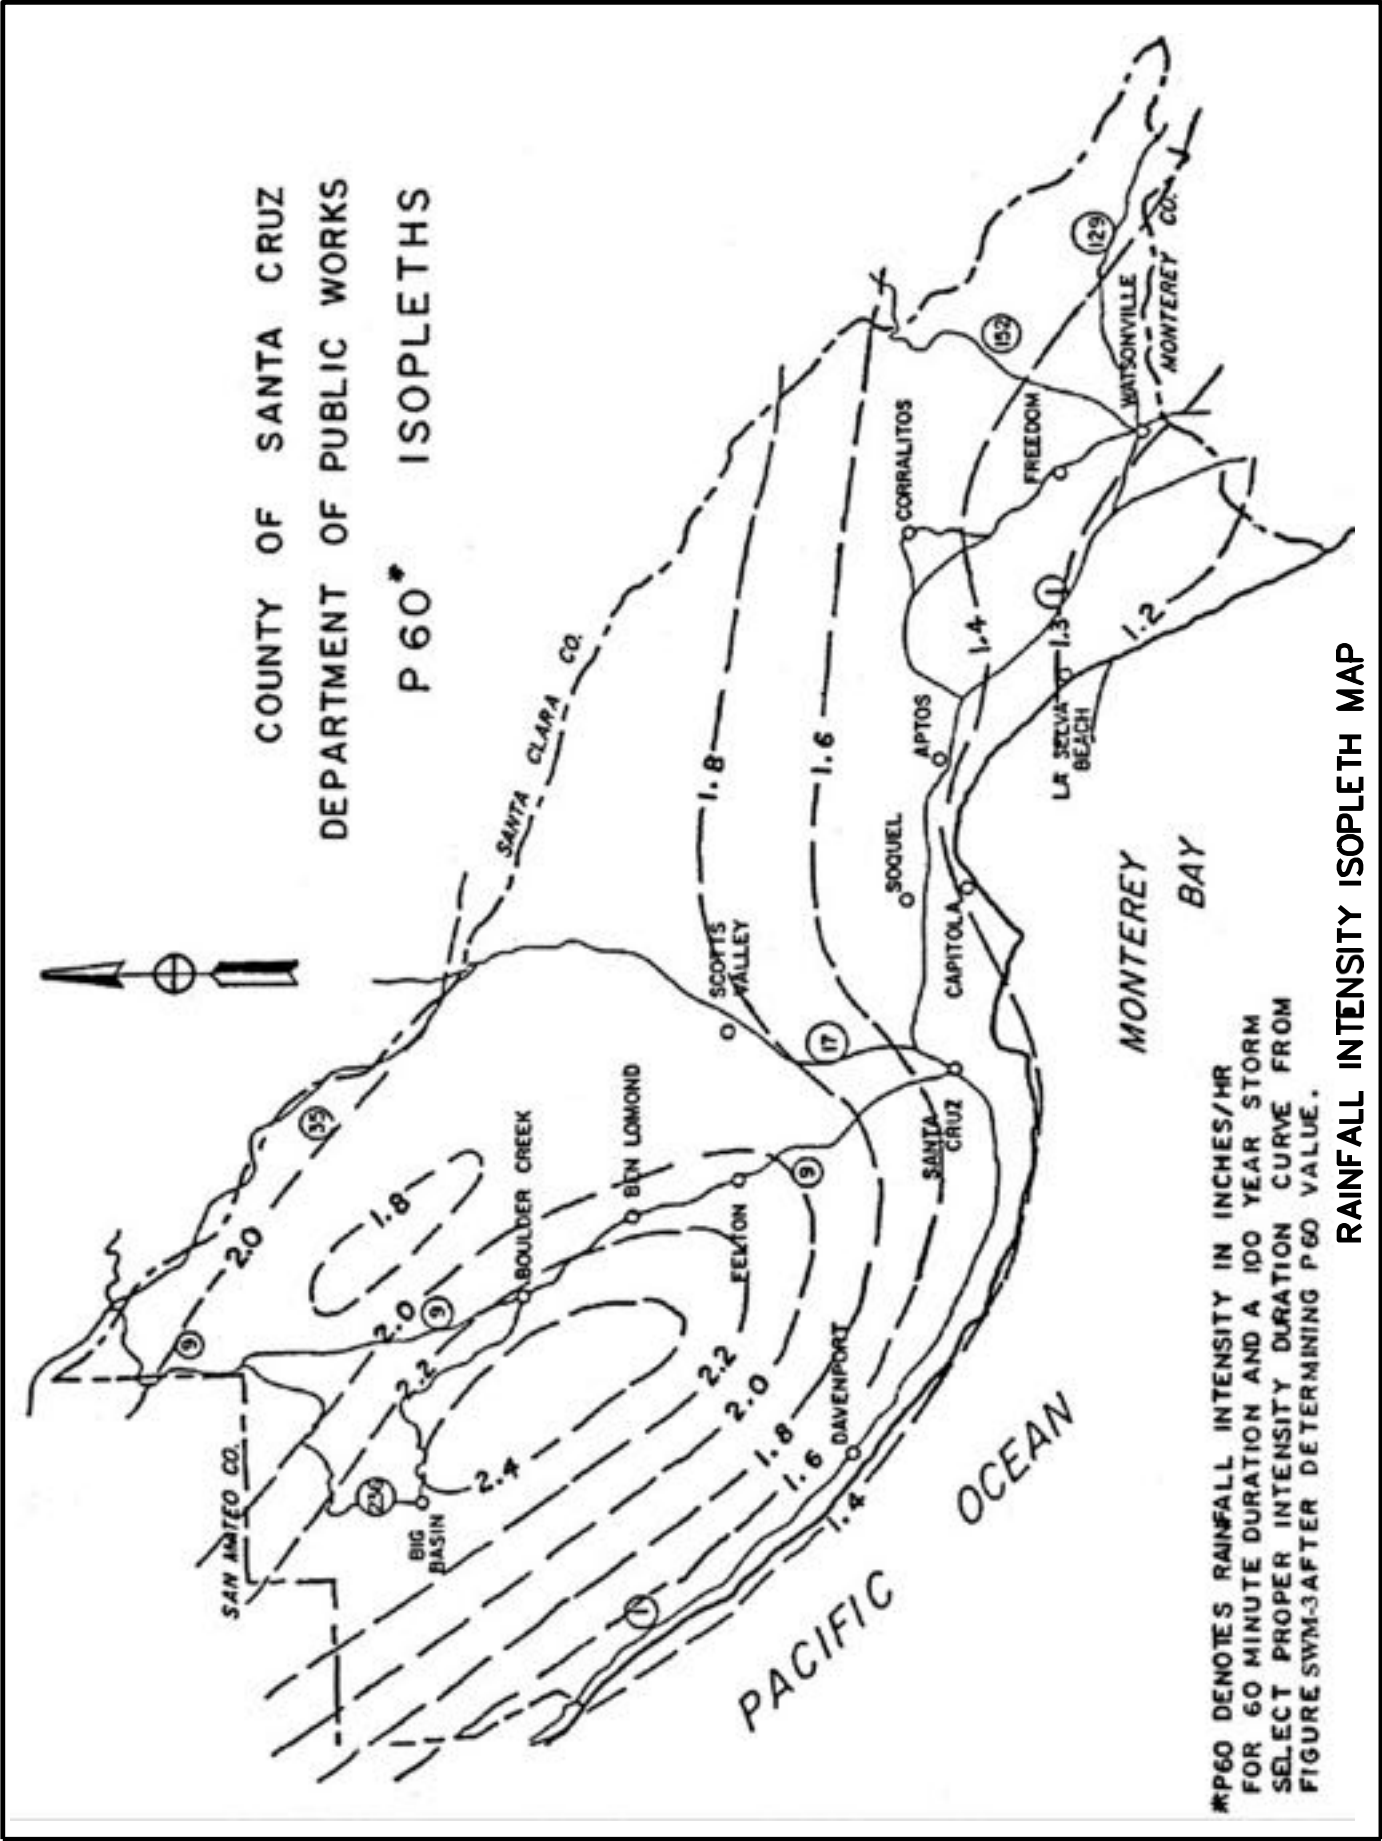 COUNTY OF SANTA CRUZ
DEPARTMENT OF PUBLIC WORKS
P60* ISOPLETHS
SANTA CLARA CO.
SAN MATEO CO.
MONTEREY CO.
35
9
2.0
1.8
2.0
9
2.2
BOULDER CREEK
BEN LOMOND
236
BIG
BASIN
2.4
FELTON
SCOTTS
VALLEY
1.8
1.6
17
9
2.2
2.0
1.8
1.6
1.4
DAVENPORT
SANTA
CRUZ
SOQUEL
CAPITOLA
APTOS
CORRALITOS
FREEDOM
152
129
WATSONVILLE
1.4
1
1.3
1.2
LA SELVA
BEACH
1
MONTEREY
BAY
PACIFIC OCEAN
*P60 DENOTES RAINFALL INTENSITY IN INCHES/HR
FOR 60 MINUTE DURATION AND A 100 YEAR STORM
SELECT PROPER INTENSITY DURATION CURVE FROM
FIGURE SWM-3 AFTER DETERMINING P60 VALUE.
RAINFALL INTENSITY ISOPLETH MAP